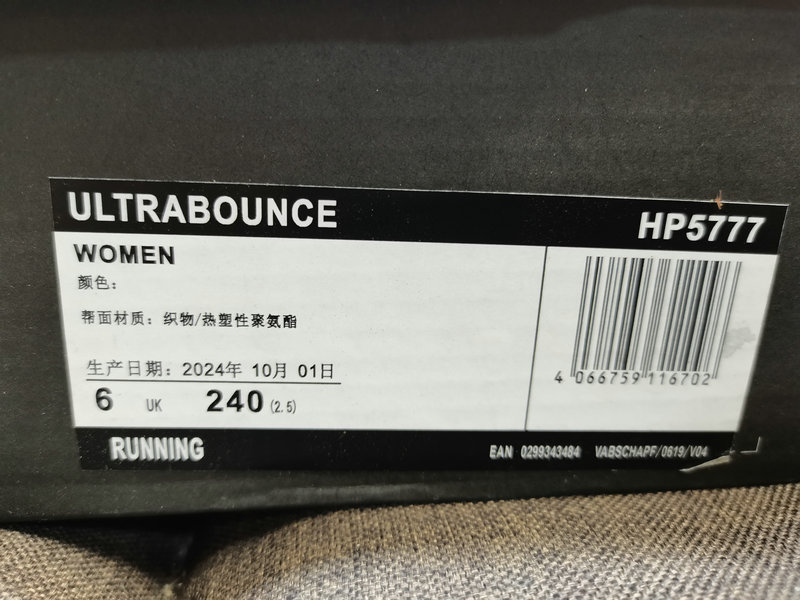 ULTRABOUNCE
HP5777
WOMEN
颜色:
帮面材质: 织物/热塑性聚氨酯
生产日期: 2024年 10月 01日
6 UK 240 (2.5)
4 066759 116702
RUNNING
EAN 0299343484 VABSCHAPF/0619/V04